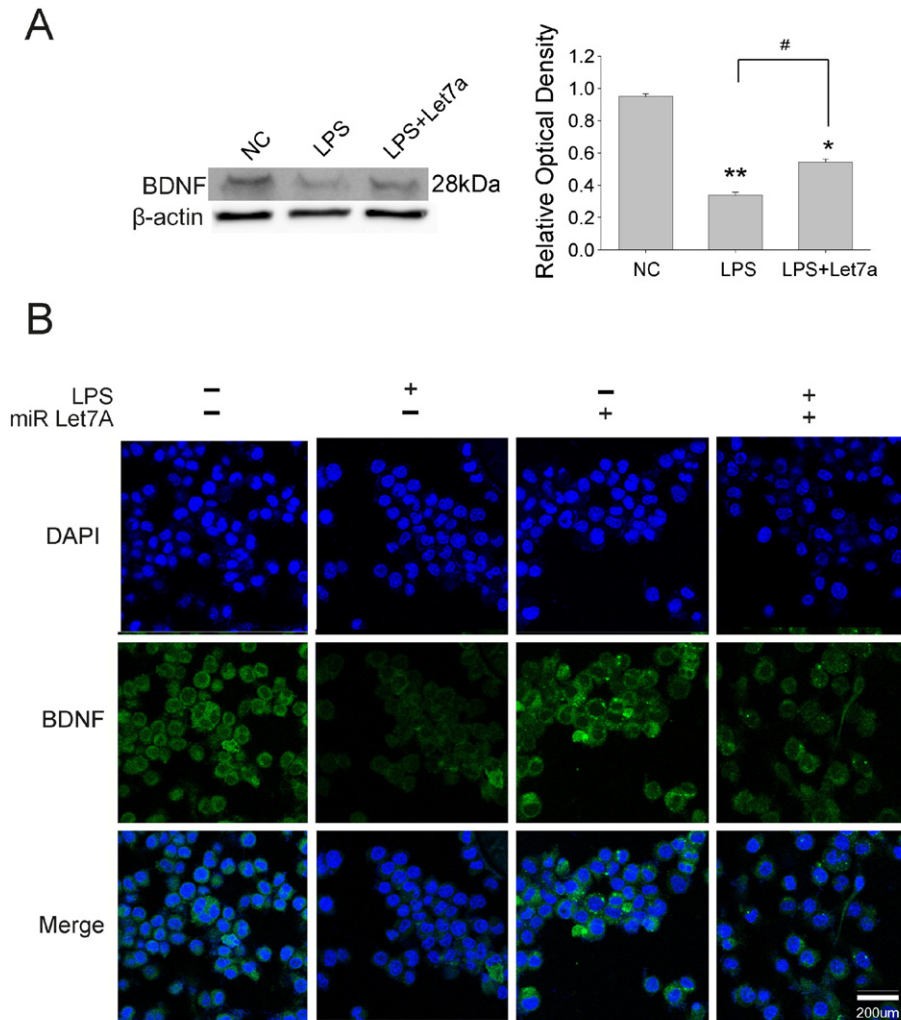 A
NC LPS LPS+Let7a
BDNF 28kDa
β-actin
Relative Optical Density
1.2
1.0
0.8
0.6
0.4
0.2
0.0
#
**
*
NC LPS LPS+Let7a
B
LPS – + – +
miR Let7A – – + +
DAPI
BDNF
Merge
200um